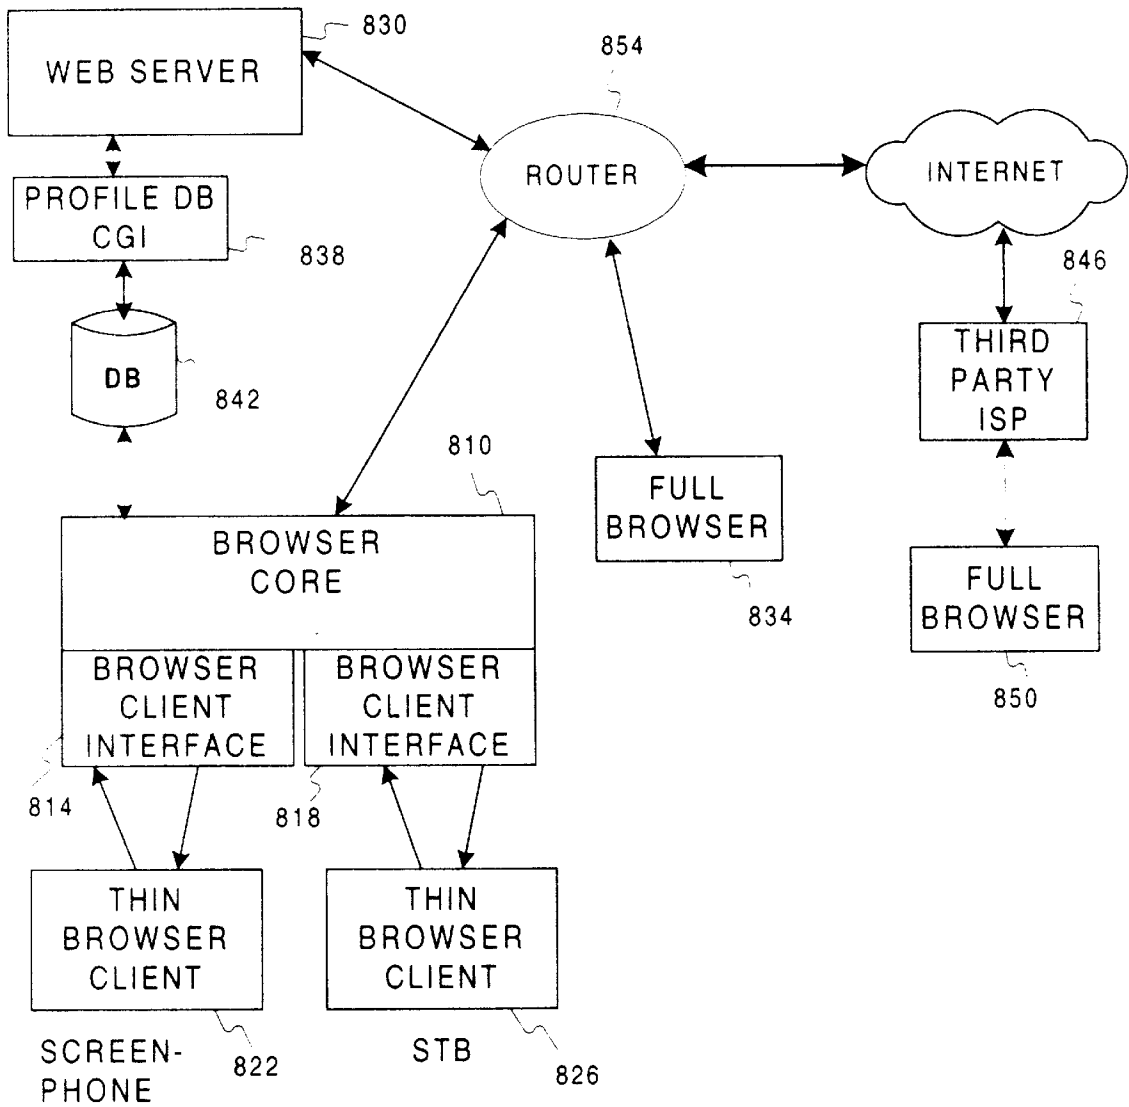 830
WEB SERVER
854
ROUTER
INTERNET
PROFILE DB
CGI
838
846
THIRD
PARTY
ISP
DB
842
810
FULL
BROWSER
834
BROWSER
CORE
FULL
BROWSER
850
BROWSER
CLIENT
INTERFACE
BROWSER
CLIENT
INTERFACE
814
818
THIN
BROWSER
CLIENT
THIN
BROWSER
CLIENT
SCREEN-
PHONE
822
STB
826